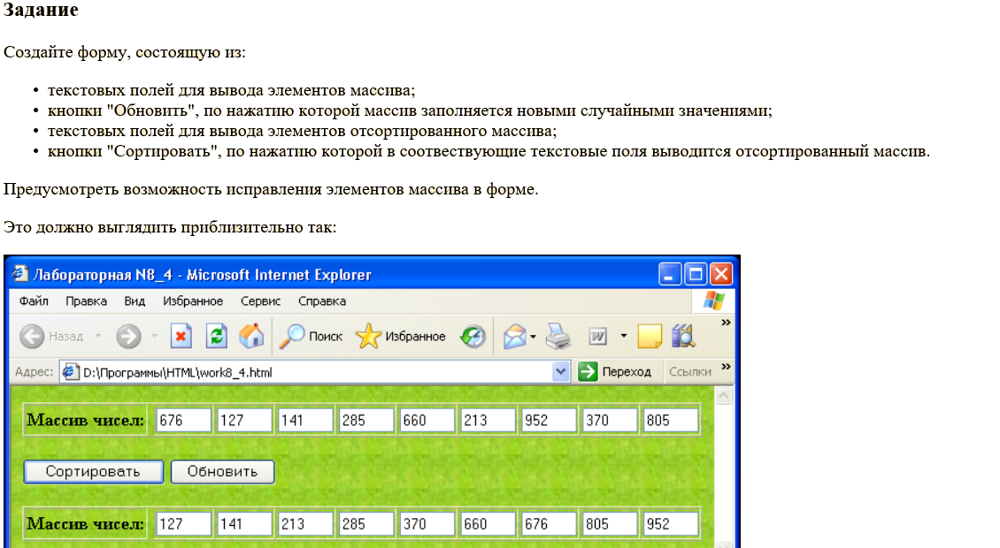 Задание
Создайте форму, состоящую из:
• текстовых полей для вывода элементов массива;
• кнопки "Обновить", по нажатию которой массив заполняется новыми случайными значениями;
• текстовых полей для вывода элементов отсортированного массива;
• кнопки "Сортировать", по нажатию которой в соотвествующие текстовые поля выводится отсортированный массив.
Предусмотреть возможность исправления элементов массива в форме.
Это должно выглядить приблизительно так:
Лабораторная N8_4 - Microsoft Internet Explorer
Файл Правка Вид Избранное Сервис Справка
Назад Поиск Избранное W »
Адрес: D:\Программы\HTML\work8_4.html Переход Ссылки »
Массив чисел: 676 127 141 285 660 213 952 370 805
Сортировать Обновить
Массив чисел: 127 141 213 285 370 660 676 805 952